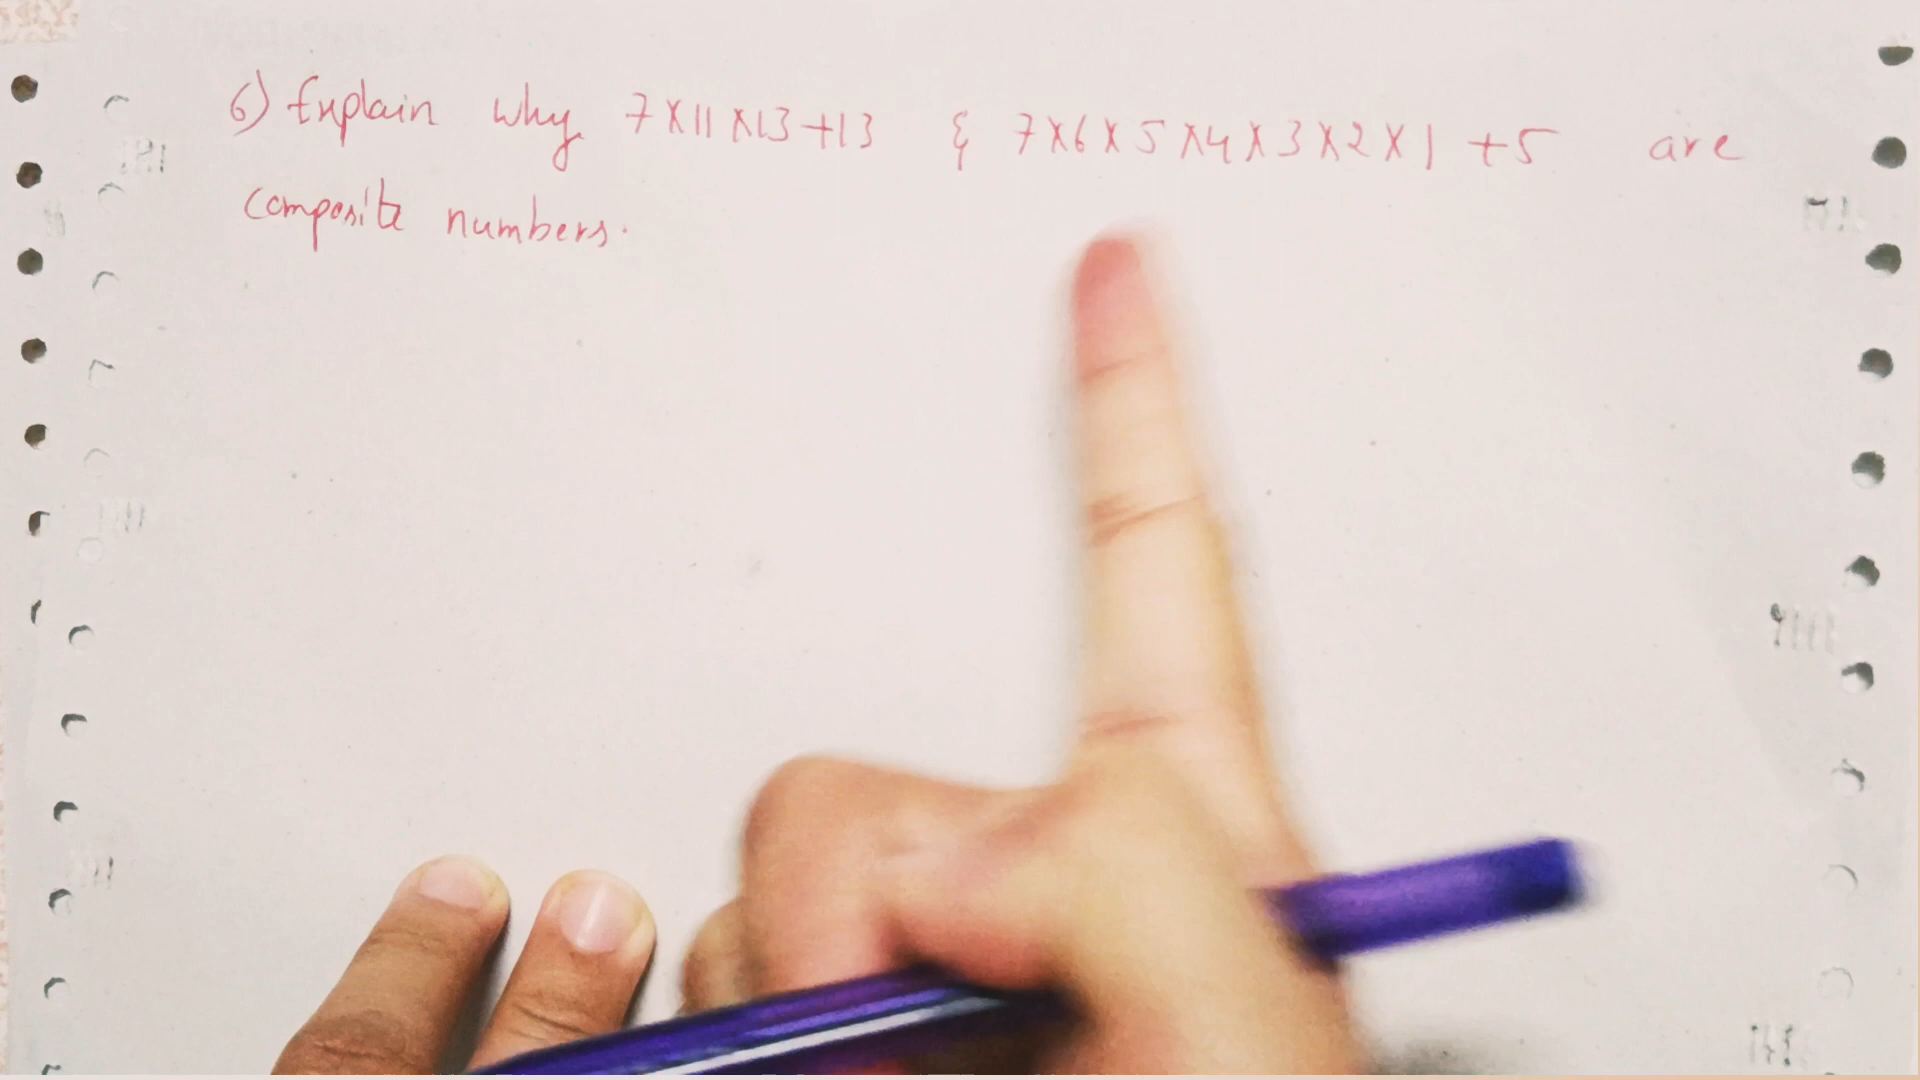 6) Explain why 7×11×13+13 & 7×6×5×4×3×2×1 +5 are
composite numbers.